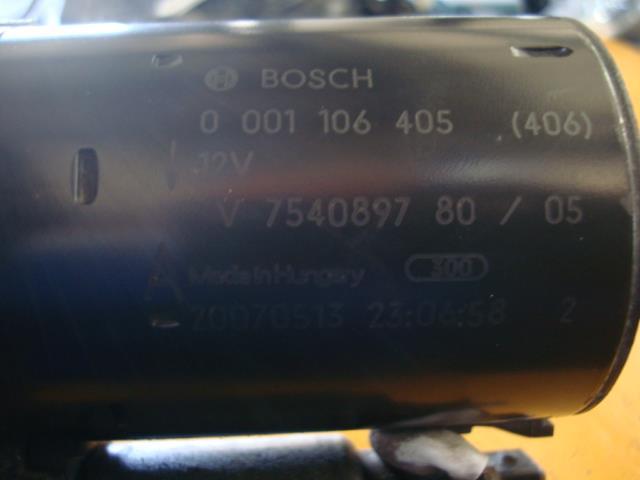 BOSCH
0 001 106 405 (406)
12V
V 7540897 80 / 05
Made in Hungary 300
20070513 23:06:58 2